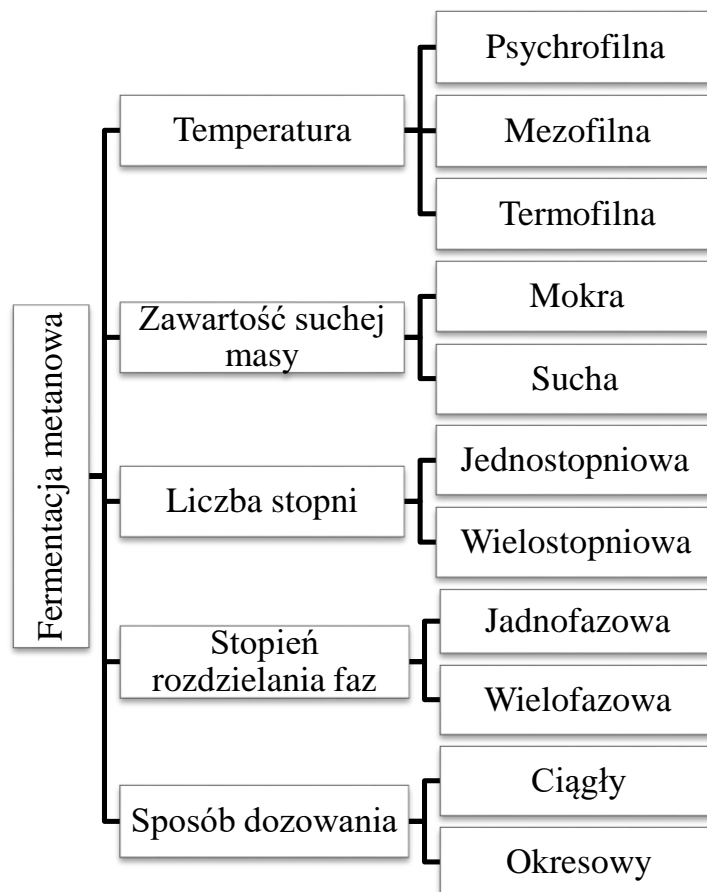 Fermentacja metanowa
Temperatura
Psychrofilna
Mezofilna
Termofilna
Zawartość suchej
masy
Mokra
Sucha
Liczba stopni
Jednostopniowa
Wielostopniowa
Stopień
rozdzielania faz
Jadnofazowa
Wielofazowa
Sposób dozowania
Ciągły
Okresowy